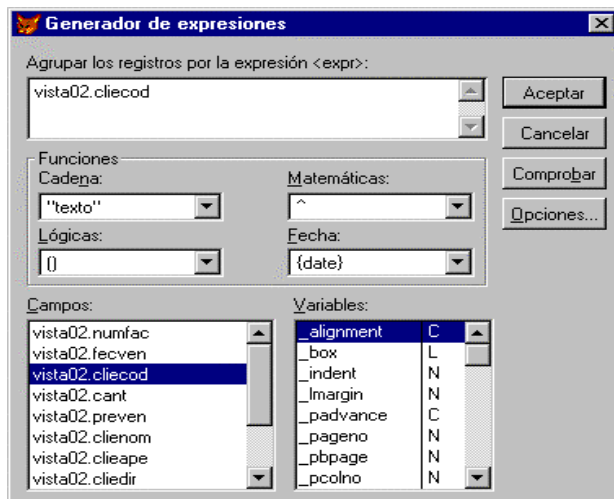 Generador de expresiones
Agrupar los registros por la expresión <expr>:
vista02.cliecod
Aceptar
Cancelar
Comprobar
Opciones...
Funciones
Cadena:
Matemáticas:
"texto"
^
Lógicas:
Fecha:
()
{date}
Campos:
Variables:
vista02.numfac
vista02.fecven
vista02.cliecod
vista02.cant
vista02.preven
vista02.clienom
vista02.clieape
vista02.cliedir
_alignment C
_box L
_indent N
_lmargin N
_padvance C
_pageno N
_pbpage N
_pcolno N